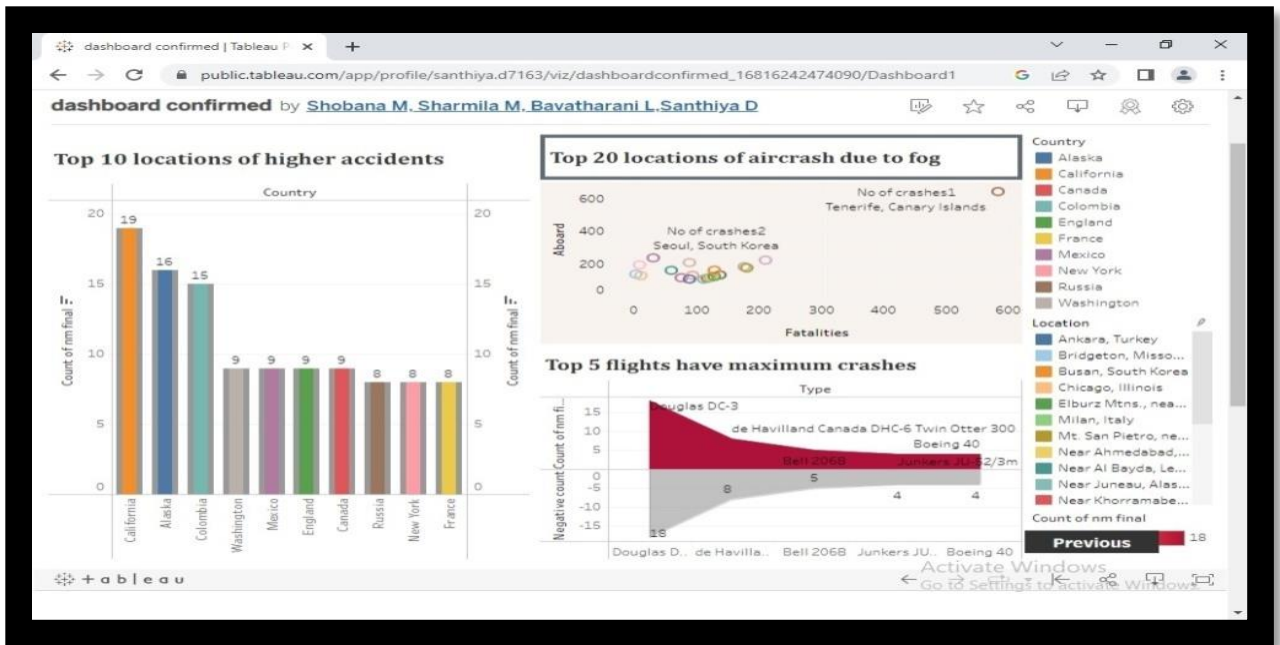 dashboard confirmed | Tableau P
public.tableau.com/app/profile/santhiya.d7163/viz/dashboardconfirmed_16816242474090/Dashboard1
dashboard confirmed by Shobana M, Sharmila M, Bavatharani L,Santhiya D
Top 10 locations of higher accidents
Country
20
15
10
5
0
Count of nm final
19
16
15
9
9
9
9
8
8
8
20
15
10
5
0
Count of nm final
California
Alaska
Colombia
Washington
Mexico
England
Canada
Russia
New York
France
Top 20 locations of aircrash due to fog
Aboard
600
400
200
0
No of crashes1
Tenerife, Canary Islands
No of crashes2
Seoul, South Korea
0 100 200 300 400 500 600
Fatalities
Top 5 flights have maximum crashes
Type
Negative count Count of nm fi...
15
10
5
0
-5
-10
-15
Douglas DC-3
de Havilland Canada DHC-6 Twin Otter 300
Boeing 40
Bell 206B
Junkers JU-52/3m
18
8
5
4
4
Douglas D.. de Havilla.. Bell 206B Junkers JU.. Boeing 40
Country
Alaska
California
Canada
Colombia
England
France
Mexico
New York
Russia
Washington
Location
Ankara, Turkey
Bridgeton, Misso...
Busan, South Korea
Chicago, Illinois
Elburz Mtns., nea...
Milan, Italy
Mt. San Pietro, ne...
Near Ahmedabad,...
Near Al Bayda, Le...
Near Juneau, Alas...
Near Khorramabe...
Count of nm final
Previous
18
+ a b l e a u
Activate Windows
Go to Settings to activate Windows.